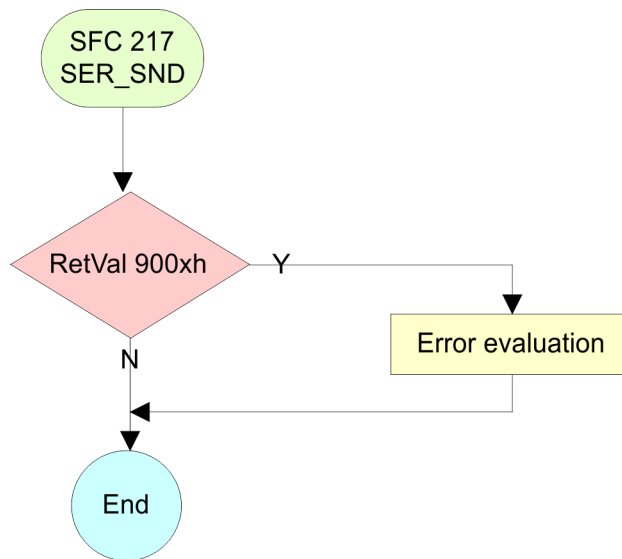 SFC 217
SER_SND
RetVal 900xh
Y
Error evaluation
N
End